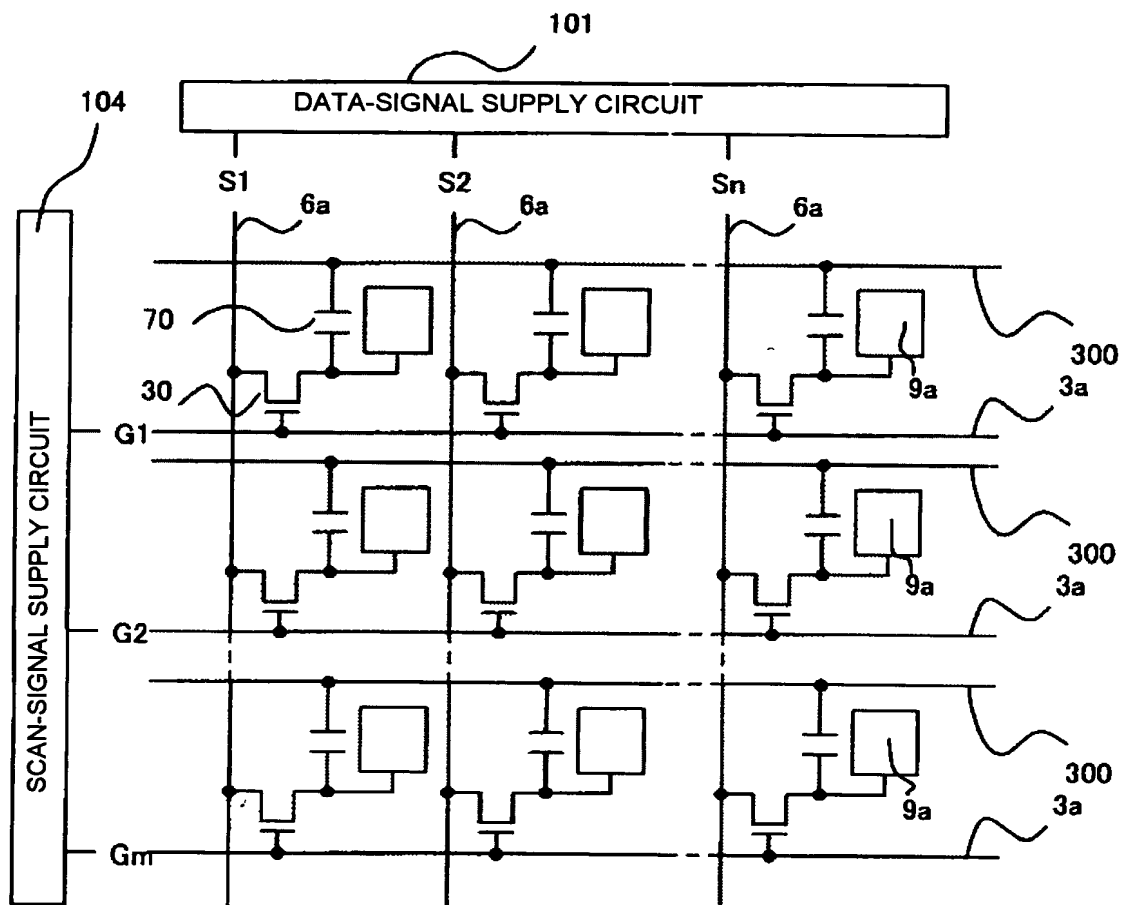 101
104
DATA-SIGNAL SUPPLY CIRCUIT
S1 S2 Sn
6a 6a 6a
70
300
30
9a
3a
G1
300
9a
3a
G2
300
9a
3a
Gm
SCAN-SIGNAL SUPPLY CIRCUIT